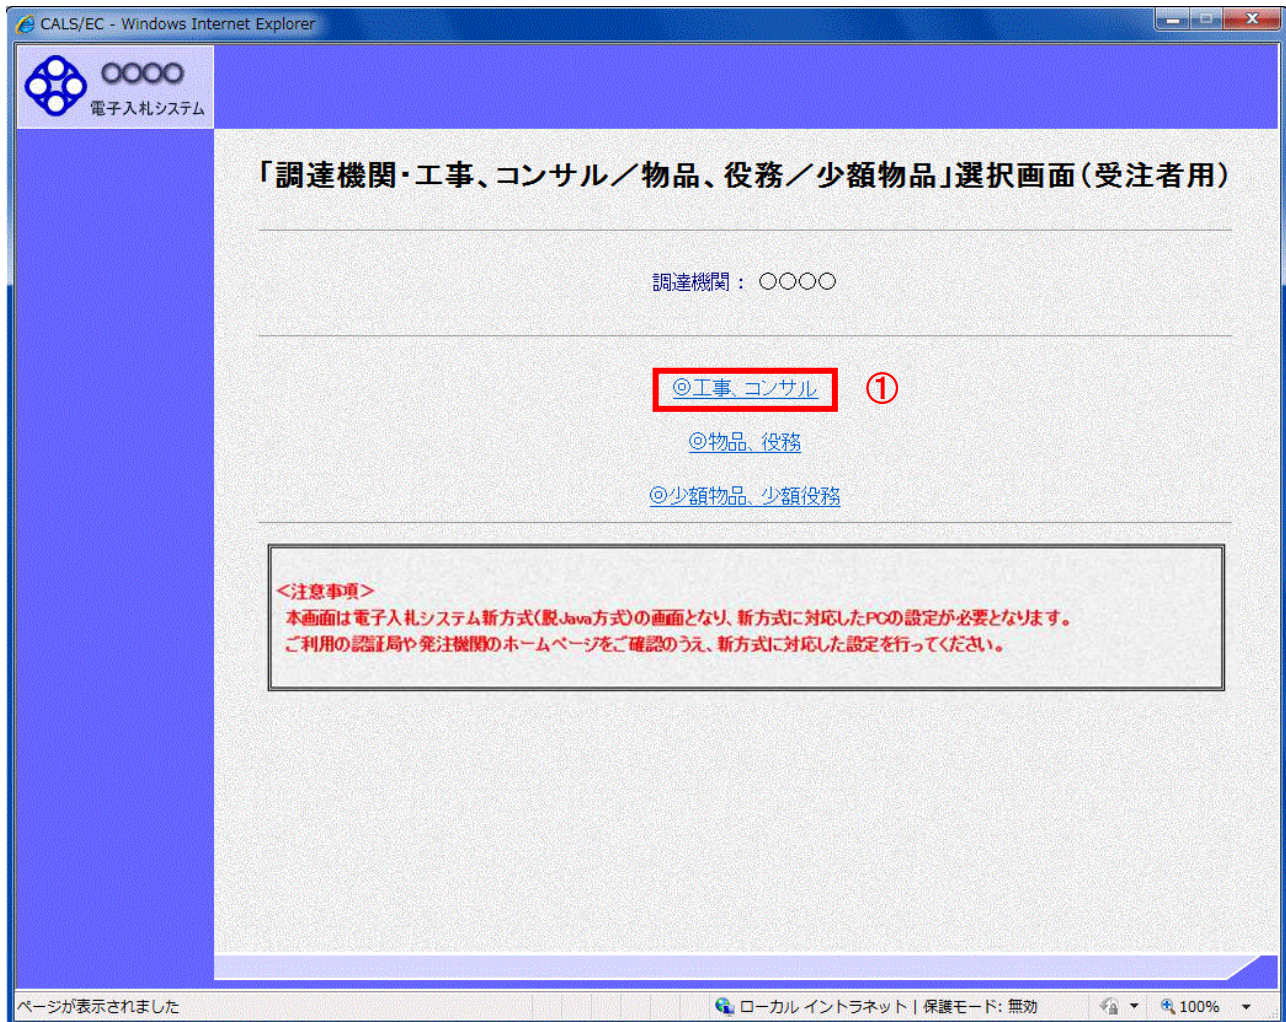 CALS/EC - Windows Internet Explorer
○○○○
電子入札システム
「調達機関・工事、コンサル／物品、役務／少額物品」選択画面(受注者用)
調達機関： ○○○○
◎工事、コンサル ①
◎物品、役務
◎少額物品、少額役務
＜注意事項＞
本画面は電子入札システム新方式(脱Java方式)の画面となり、新方式に対応したPCの設定が必要となります。
ご利用の認証局や発注機関のホームページをご確認のうえ、新方式に対応した設定を行ってください。
ページが表示されました ローカル イントラネット | 保護モード: 無効 100%